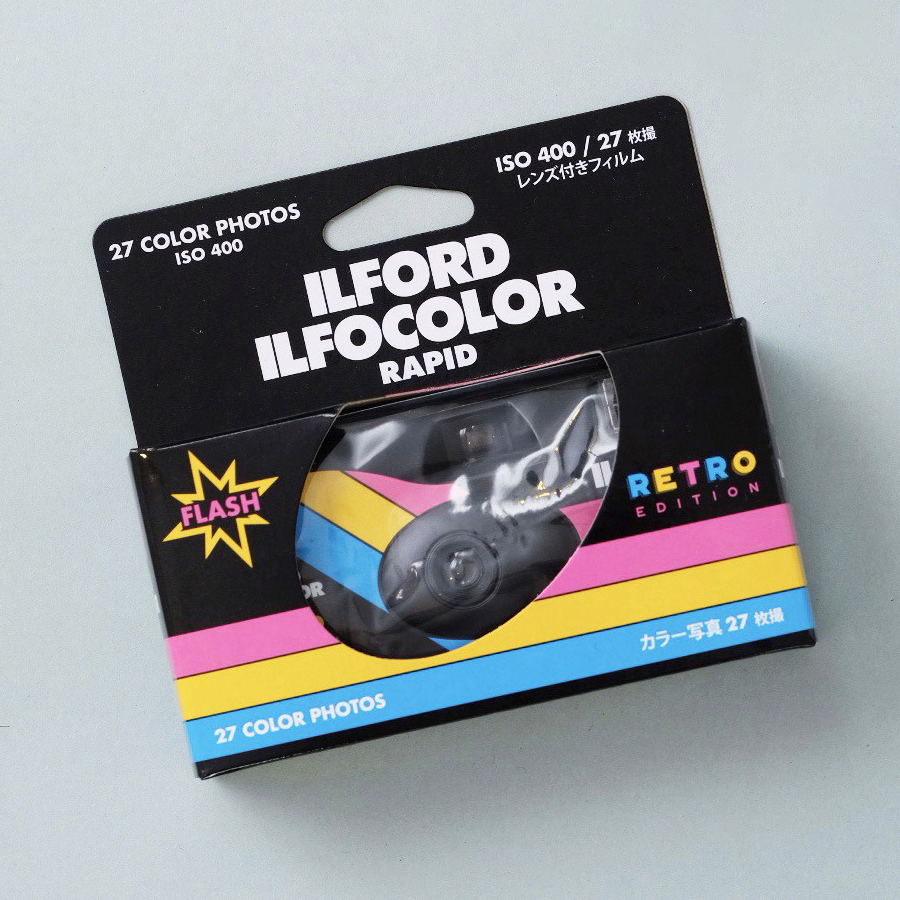 27 COLOR PHOTOS
ISO 400
ISO 400 / 27 枚撮
レンズ付きフィルム
ILFORD
ILFOCOLOR
RAPID
FLASH
RETRO
EDITION
OR
カラー写真 27 枚撮
27 COLOR PHOTOS